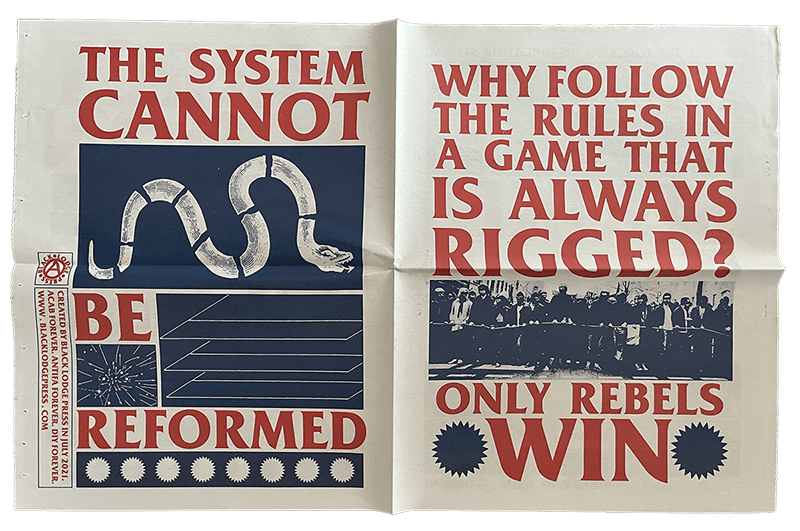 THE SYSTEM
CANNOT
BE
REFORMED
CREATED BY BLACK LODGE PRESS IN JULY 2021.
ACAB FOREVER. ANTIFA FOREVER. DIY FOREVER.
WWW.BLACKLODGEPRESS.COM
WHY FOLLOW
THE RULES IN
A GAME THAT
IS ALWAYS
RIGGED?
ONLY REBELS
WIN